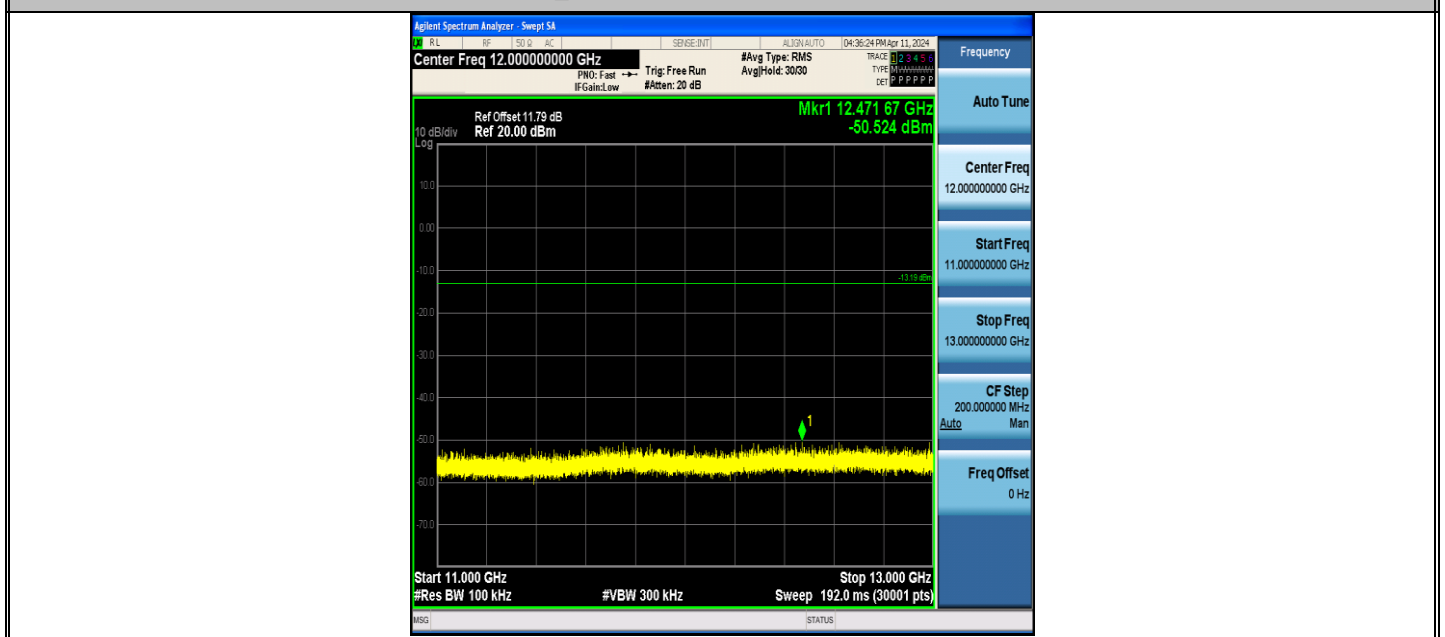 Agilent Spectrum Analyzer - Swept SA
RL RF 50 Ω AC SENSE:INT ALIGN AUTO 04:36:24 PM Apr 11, 2024
Center Freq 12.000000000 GHz
PNO: Fast
IFGain:Low
Trig: Free Run
#Atten: 20 dB
#Avg Type: RMS
Avg|Hold: 30/30
TRACE 1 2 3 4 5 6
TYPE
DET P P P P P P
Mkr1 12.471 67 GHz
-50.524 dBm
Ref Offset 11.79 dB
10 dB/div Ref 20.00 dBm
Log
10.0
0.00
-10.0
-13.19 dBm
-20.0
-30.0
-40.0
1
-50.0
-60.0
-70.0
Start 11.000 GHz Stop 13.000 GHz
#Res BW 100 kHz #VBW 300 kHz Sweep 192.0 ms (30001 pts)
MSG STATUS
Frequency
Auto Tune
Center Freq
12.000000000 GHz
Start Freq
11.000000000 GHz
Stop Freq
13.000000000 GHz
CF Step
200.000000 MHz
Auto Man
Freq Offset
0 Hz